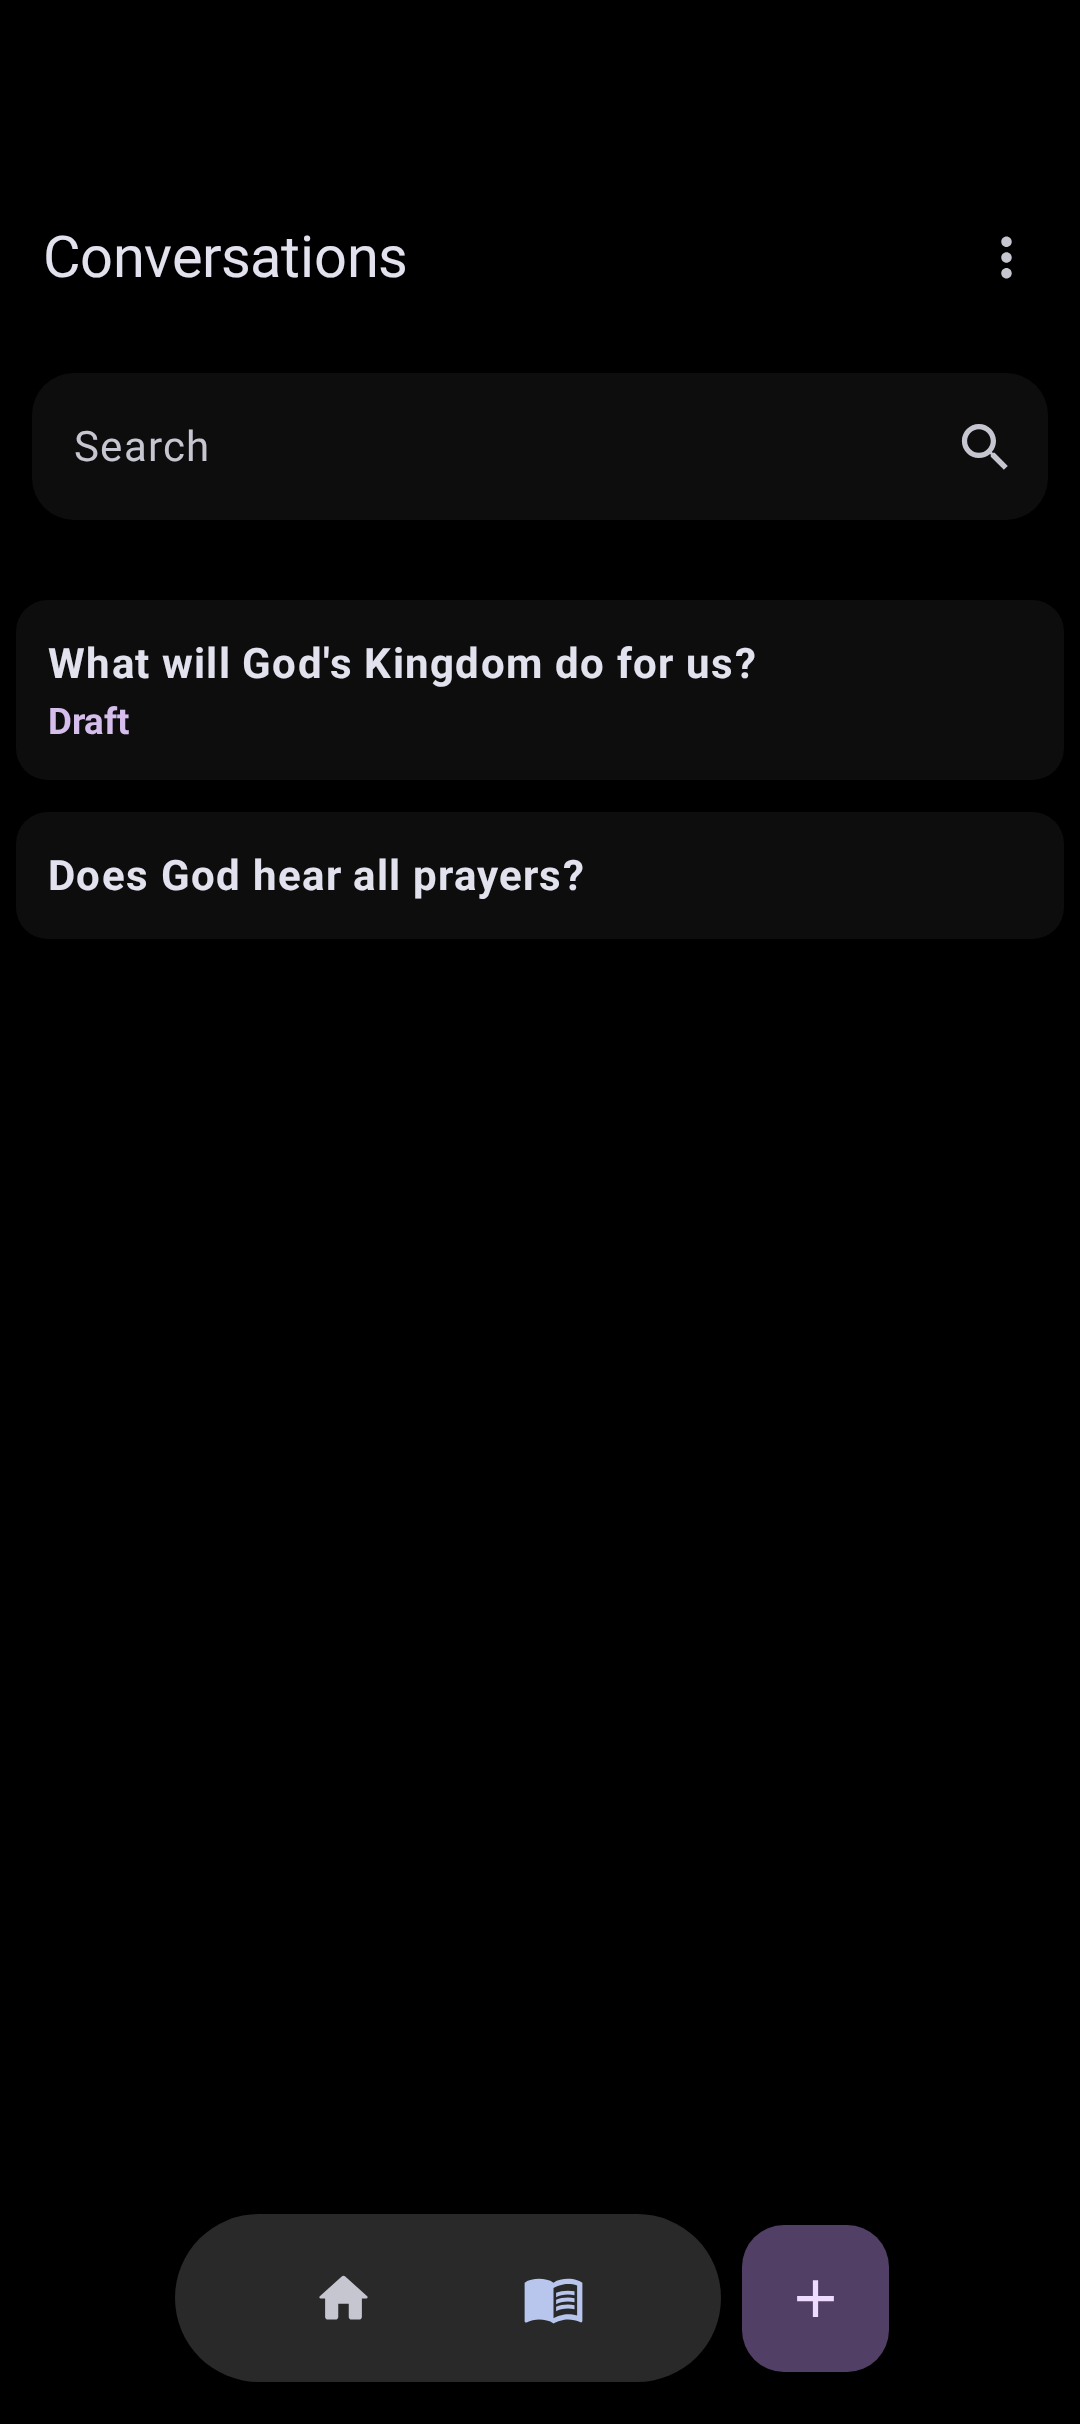 Conversations
Search
What will God's Kingdom do for us?
Draft
Does God hear all prayers?